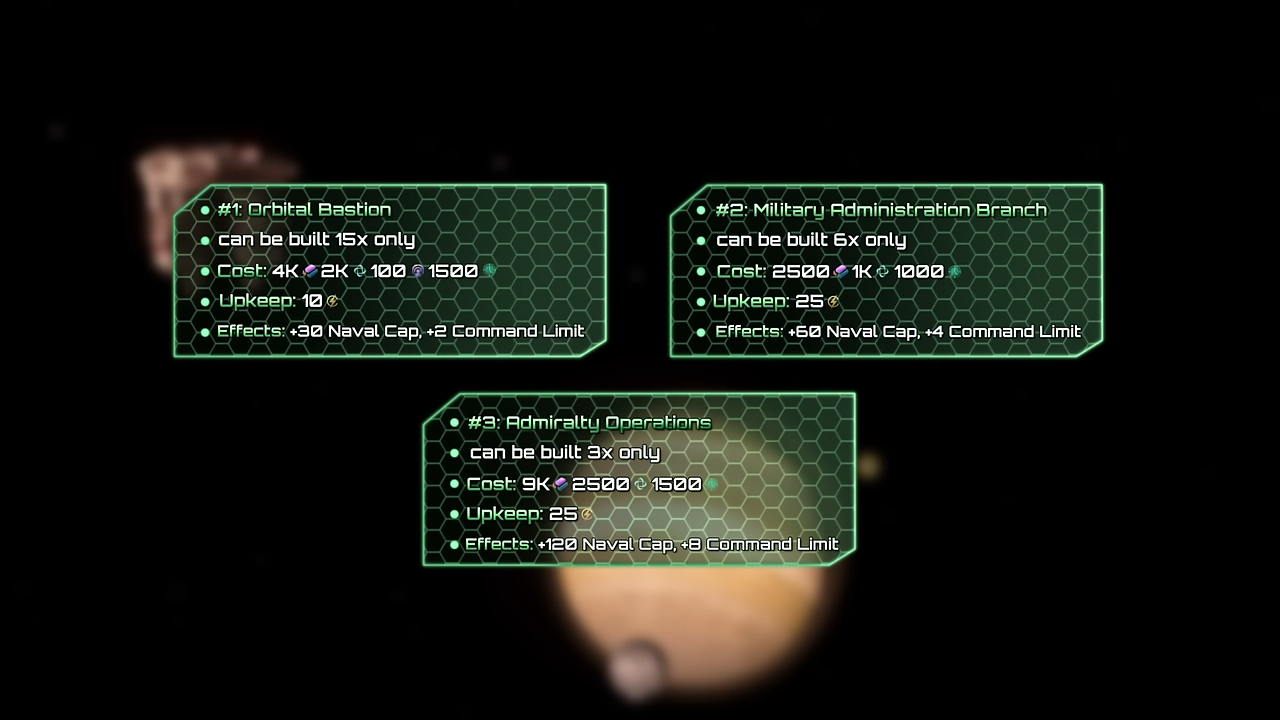 #1: Orbital Bastion
can be built 15x only
Cost: 4K 2K 100 1500
Upkeep: 10
Effects: +30 Naval Cap, +2 Command Limit
#2: Military Administration Branch
can be built 6x only
Cost: 2500 1K 1000
Upkeep: 25
Effects: +60 Naval Cap, +4 Command Limit
#3: Admiralty Operations
can be built 3x only
Cost: 9K 2500 1500
Upkeep: 25
Effects: +120 Naval Cap, +8 Command Limit